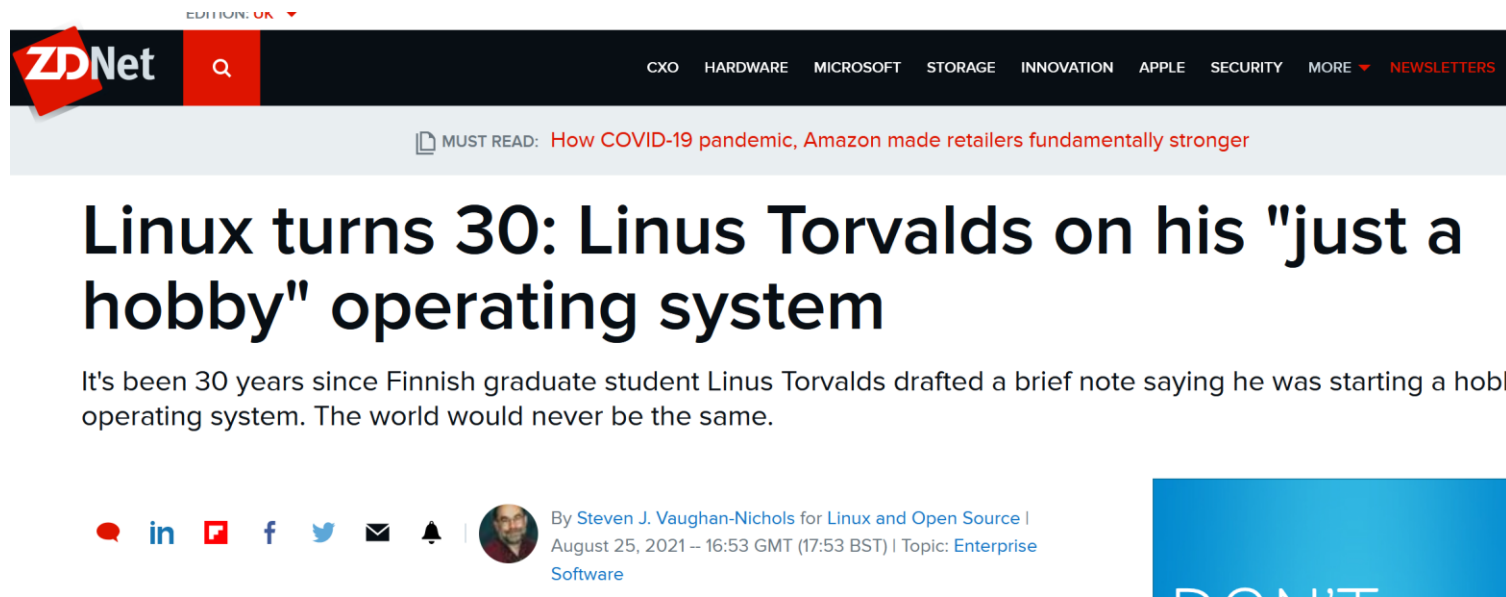 EDITION: UK
ZDNet
CXO HARDWARE MICROSOFT STORAGE INNOVATION APPLE SECURITY MORE NEWSLETTERS
MUST READ: How COVID-19 pandemic, Amazon made retailers fundamentally stronger
Linux turns 30: Linus Torvalds on his "just a
hobby" operating system
It's been 30 years since Finnish graduate student Linus Torvalds drafted a brief note saying he was starting a
operating system. The world would never be the same.
By Steven J. Vaughan-Nichols for Linux and Open Source |
August 25, 2021 -- 16:53 GMT (17:53 BST) | Topic: Enterprise
Software
DON'T